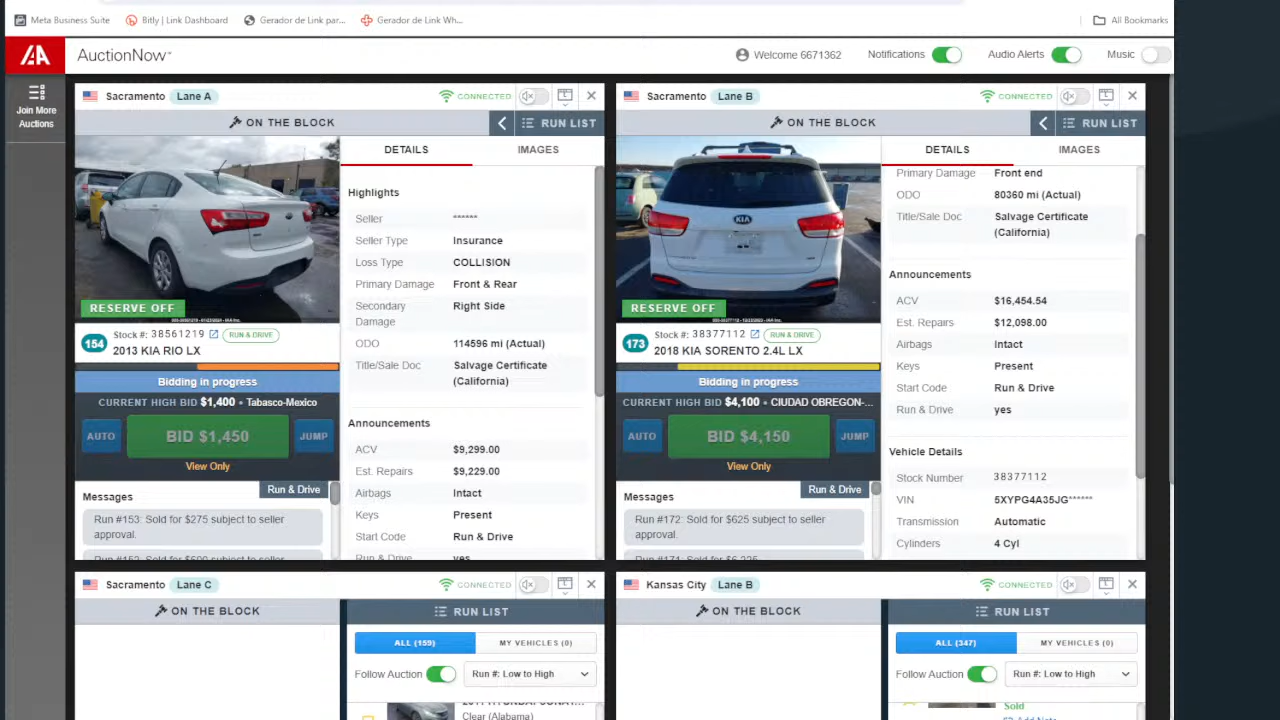 Meta Business Suite
Bitly | Link Dashboard
Gerador de Link par...
Gerador de Link Wh...
All Bookmarks
IAA
AuctionNow™
Welcome 6671362
Notifications
Audio Alerts
Music
Join More
Auctions
Sacramento Lane A
CONNECTED
ON THE BLOCK
RUN LIST
DETAILS
IMAGES
RESERVE OFF
154
Stock #: 38561219
RUN & DRIVE
2013 KIA RIO LX
Bidding in progress
CURRENT HIGH BID $1,400 • Tabasco-Mexico
AUTO
BID $1,450
JUMP
View Only
Run & Drive
Messages
Run #153: Sold for $275 subject to seller
approval.
Highlights
Seller ******
Seller Type Insurance
Loss Type COLLISION
Primary Damage Front & Rear
Secondary Right Side
Damage
ODO 114596 mi (Actual)
Title/Sale Doc Salvage Certificate
(California)
Announcements
ACV $9,299.00
Est. Repairs $9,229.00
Airbags Intact
Keys Present
Start Code Run & Drive
Run & Drive yes
Sacramento Lane B
CONNECTED
ON THE BLOCK
RUN LIST
DETAILS
IMAGES
KIA
RESERVE OFF
173
Stock #: 38377112
RUN & DRIVE
2018 KIA SORENTO 2.4L LX
Bidding in progress
CURRENT HIGH BID $4,100 • CIUDAD OBREGON-...
AUTO
BID $4,150
JUMP
View Only
Run & Drive
Messages
Run #172: Sold for $625 subject to seller
approval.
Primary Damage Front end
ODO 80360 mi (Actual)
Title/Sale Doc Salvage Certificate
(California)
Announcements
ACV $16,454.54
Est. Repairs $12,098.00
Airbags Intact
Keys Present
Start Code Run & Drive
Run & Drive yes
Vehicle Details
Stock Number 38377112
VIN 5XYPG4A35JG******
Transmission Automatic
Cylinders 4 Cyl
Sacramento Lane C
CONNECTED
ON THE BLOCK
RUN LIST
ALL (159)
MY VEHICLES (0)
Follow Auction
Run #: Low to High
Clear (Alabama)
Kansas City Lane B
CONNECTED
ON THE BLOCK
RUN LIST
ALL (347)
MY VEHICLES (0)
Follow Auction
Run #: Low to High
Sold